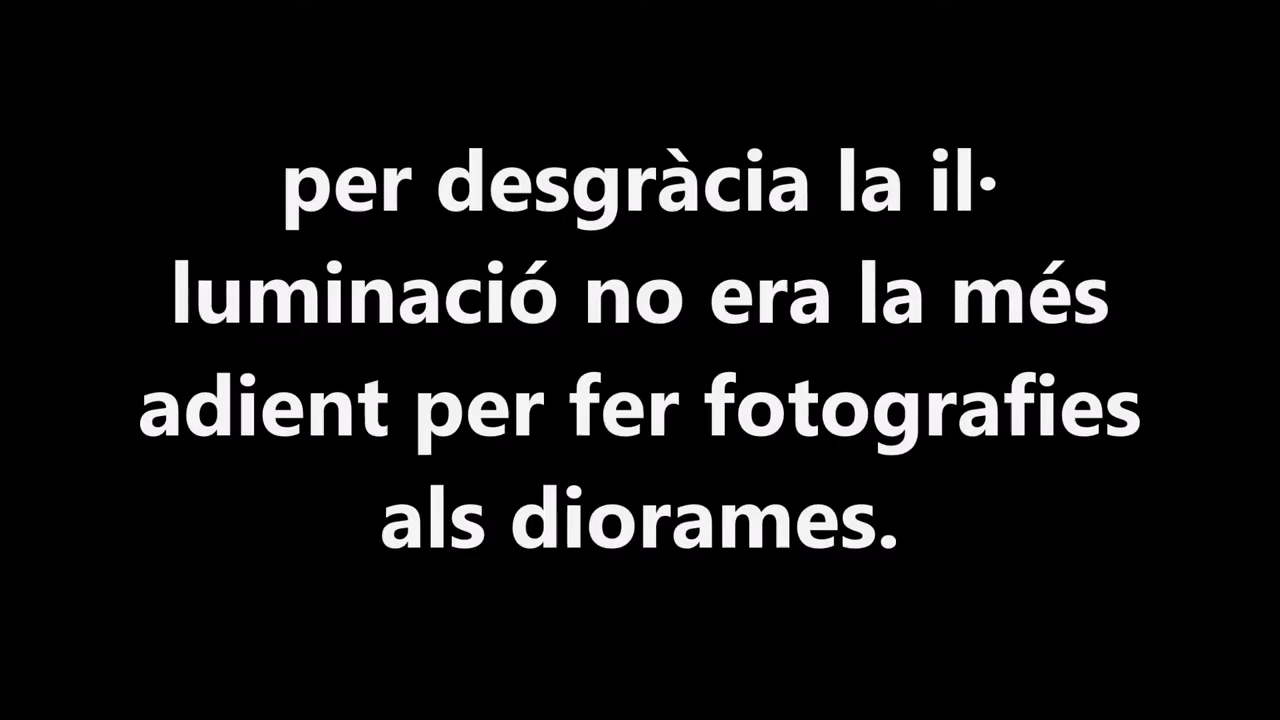 per desgràcia la il·
luminació no era la més
adient per fer fotografies
als diorames.